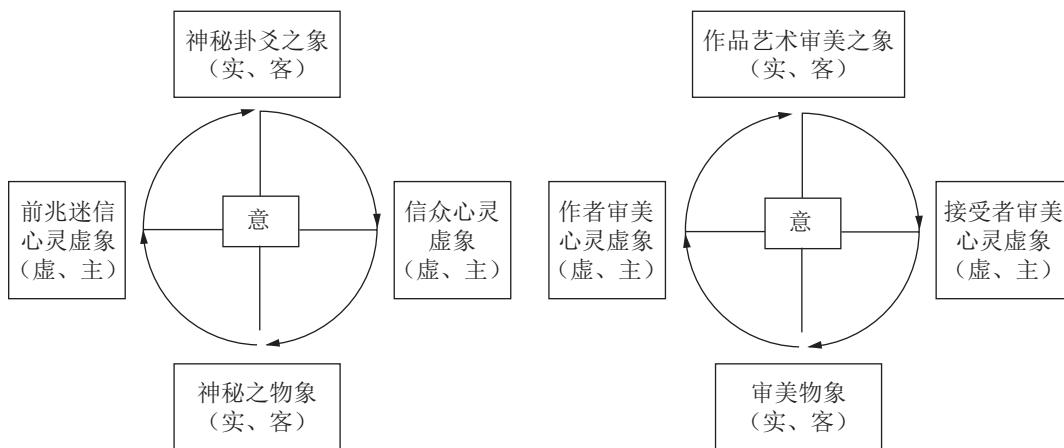 神秘卦爻之象
（实、客）
前兆迷信
心灵虚象
（虚、主）
意
信众心灵
虚象
（虚、主）
神秘之物象
（实、客）
作品艺术审美之象
（实、客）
作者审美
心灵虚象
（虚、主）
意
接受者审美
心灵虚象
（虚、主）
审美物象
（实、客）